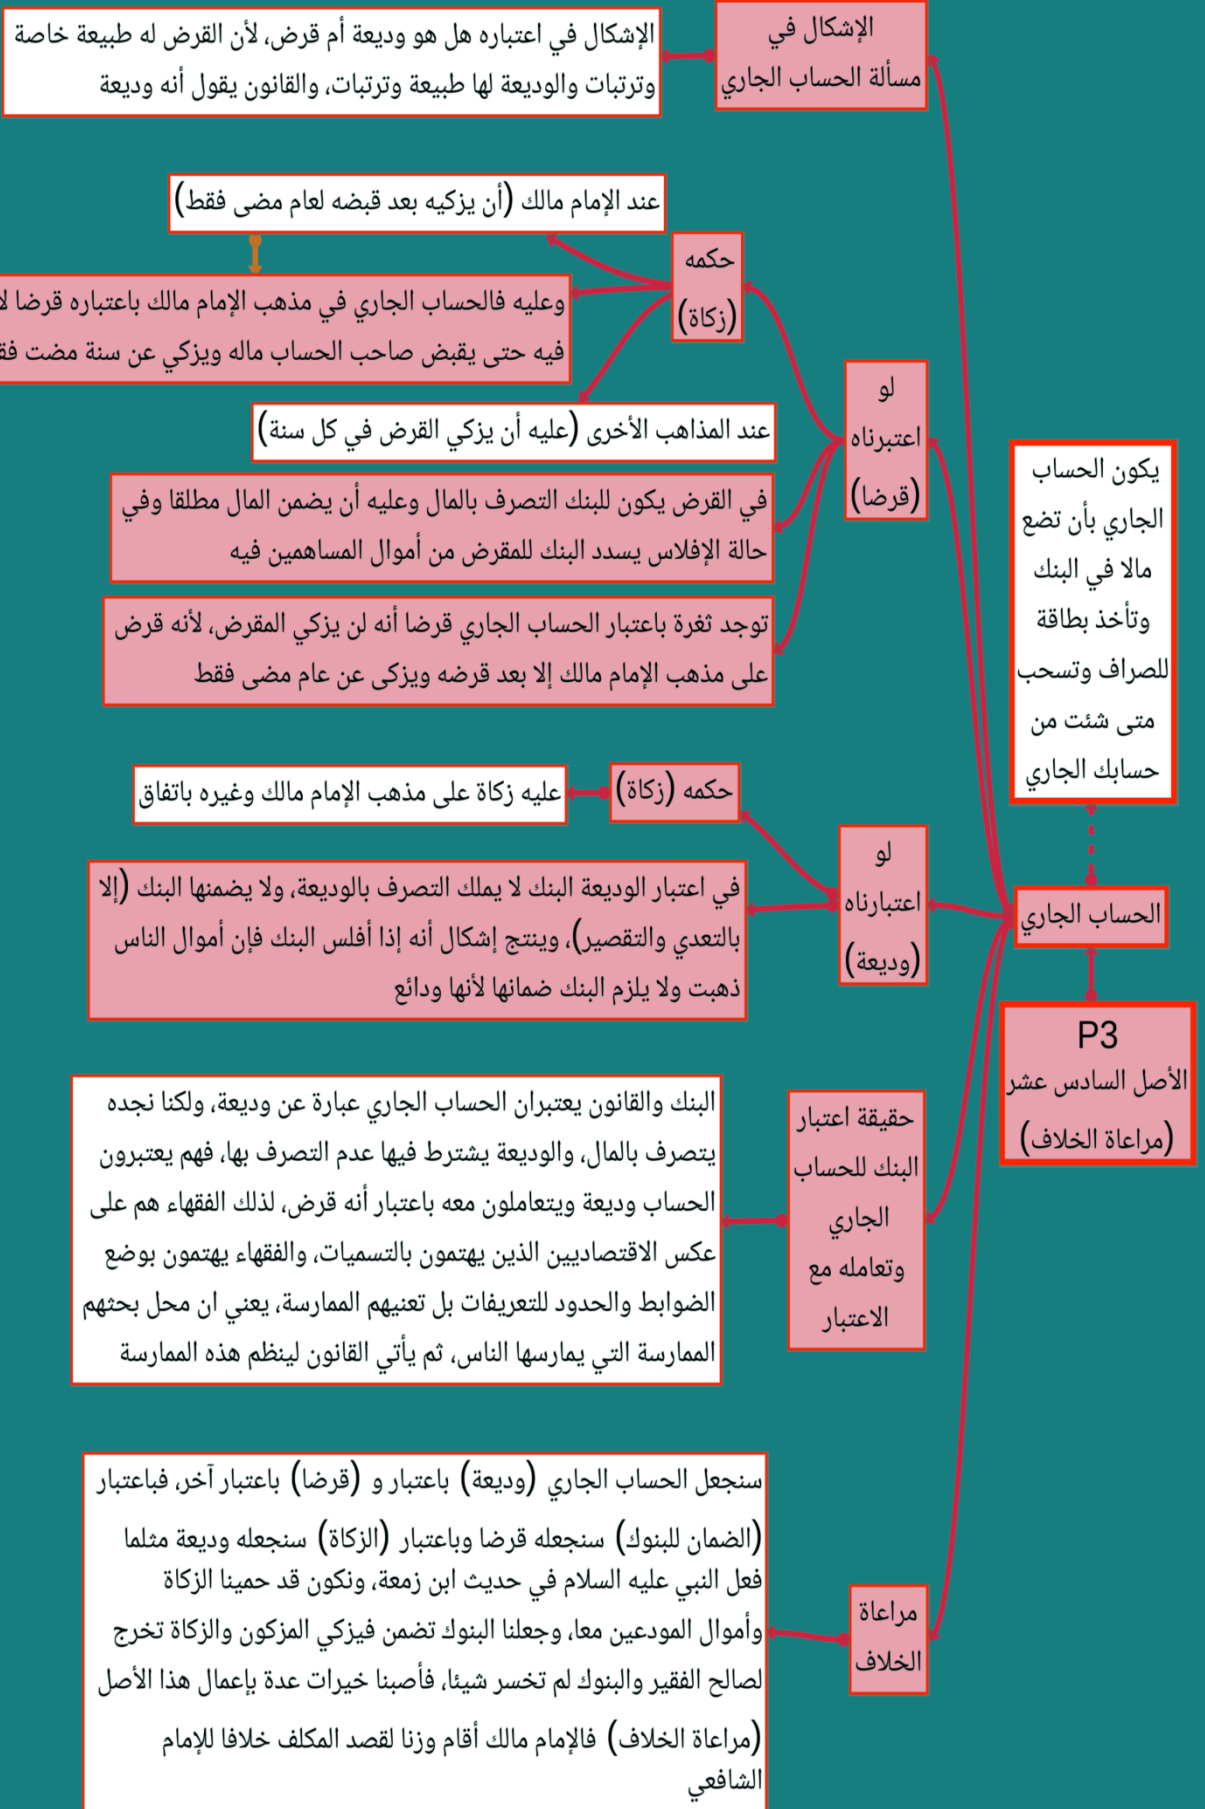 الإشكال في
مسألة الحساب الجاري
الإشكال في اعتباره هل هو وديعة أم قرض، لأن القرض له طبيعة خاصة
وترتبات والوديعة لها طبيعة وترتبات، والقانون يقول أنه وديعة
عند الإمام مالك (أن يزكيه بعد قبضه لعام مضى فقط)
حكمه
(زكاة)
وعليه فالحساب الجاري في مذهب الإمام مالك باعتباره قرضا
فيه حتى يقبض صاحب الحساب ماله ويزكي عن سنة مضت
عند المذاهب الأخرى (عليه أن يزكي القرض في كل سنة)
لو
اعتبرناه
(قرضا)
في القرض يكون للبنك التصرف بالمال وعليه أن يضمن المال مطلقا وفي
حالة الإفلاس يسدد البنك للمقرض من أموال المساهمين فيه
توجد ثغرة باعتبار الحساب الجاري قرضا أنه لن يزكي المقرض، لأنه قرض
على مذهب الإمام مالك إلا بعد قرضه ويزكى عن عام مضى فقط
يكون الحساب
الجاري بأن تضع
مالا في البنك
وتأخذ بطاقة
للصراف وتسحب
متى شئت من
حسابك الجاري
حكمه (زكاة)
عليه زكاة على مذهب الإمام مالك وغيره باتفاق
لو
اعتبارناه
(وديعة)
في اعتبار الوديعة البنك لا يملك التصرف بالوديعة، ولا يضمنها البنك (إلا
بالتعدي والتقصير)، وينتج إشكال أنه إذا أفلس البنك فإن أموال الناس
ذهبت ولا يلزم البنك ضمانها لأنها ودائع
الحساب الجاري
P3
الأصل السادس عشر
(مراعاة الخلاف)
حقيقة اعتبار
البنك للحساب
الجاري
وتعامله مع
الاعتبار
البنك والقانون يعتبران الحساب الجاري عبارة عن وديعة، ولكنا نجده
يتصرف بالمال، والوديعة يشترط فيها عدم التصرف بها، فهم يعتبرون
الحساب وديعة ويتعاملون معه باعتبار أنه قرض، لذلك الفقهاء هم على
عكس الاقتصاديين الذين يهتمون بالتسميات، والفقهاء يهتمون بوضع
الضوابط والحدود للتعريفات بل تعنيهم الممارسة، يعني ان محل بحثهم
الممارسة التي يمارسها الناس، ثم يأتي القانون لينظم هذه الممارسة
مراعاة
الخلاف
سنجعل الحساب الجاري (وديعة) باعتبار و (قرضا) باعتبار آخر، فباعتبار
(الضمان للبنوك) سنجعله قرضا وباعتبار (الزكاة) سنجعله وديعة مثلما
فعل النبي عليه السلام في حديث ابن زمعة، ونكون قد حمينا الزكاة
وأموال المودعين معا، وجعلنا البنوك تضمن فيزكي المزكون والزكاة تخرج
لصالح الفقير والبنوك لم تخسر شيئا، فأصبنا خيرات عدة بإعمال هذا الأصل
(مراعاة الخلاف) فالإمام مالك أقام وزنا لقصد المكلف خلافا للإمام
الشافعي